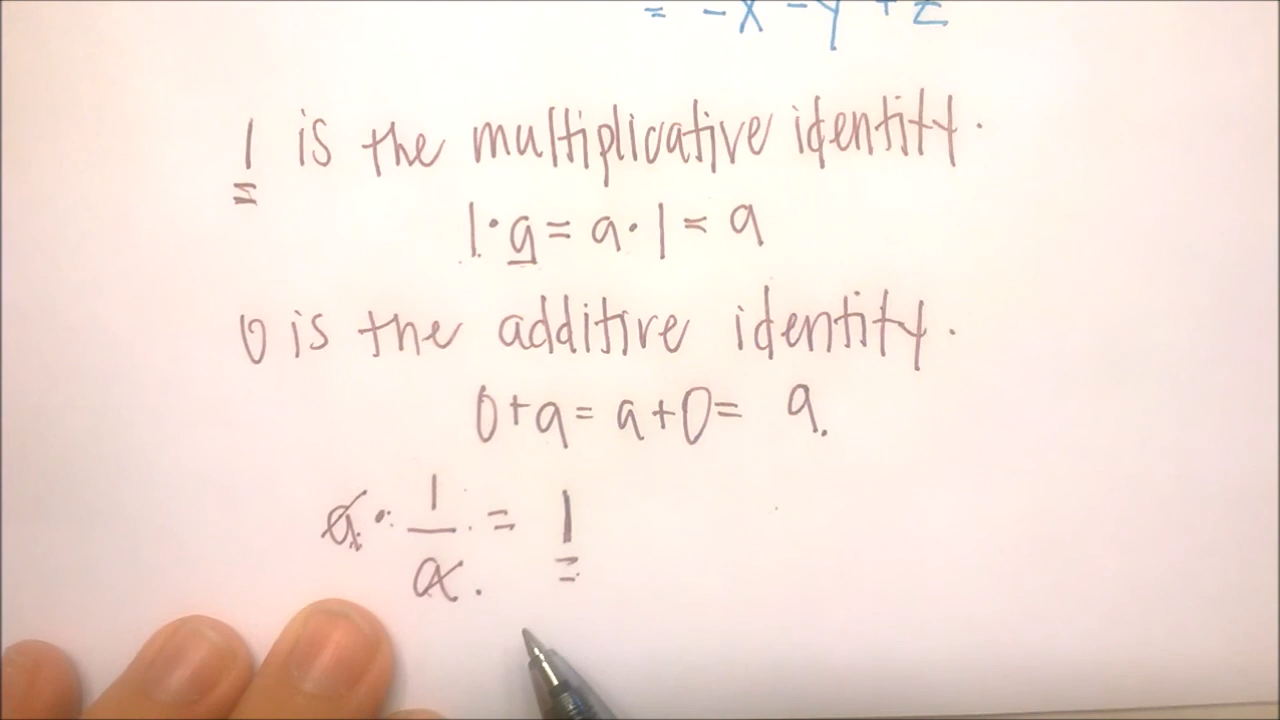 = -x -y + z
1 is the multiplicative identity.
1·a = a·1 = a
0 is the additive identity.
0+a = a+0 = a.
a · 1/a = 1